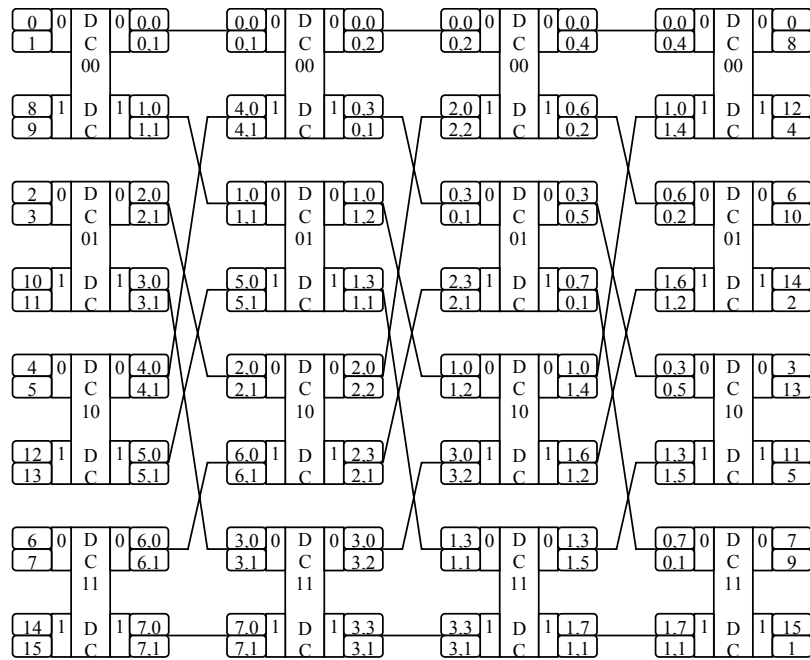 0 0 D 0 0,0 0,0 0 D 0 0,0 0,0 0 D 0 0,0 0,0 0 D 0 0
1 C 0,1 0,1 C 0,2 0,2 C 0,4 0,4 C 8
00 00 00 00
8 1 D 1 1,0 4,0 1 D 1 0,3 2,0 1 D 1 0,6 1,0 1 D 1 12
9 C 1,1 4,1 C 0,1 2,2 C 0,2 1,4 C 4
2 0 D 0 2,0 1,0 0 D 0 1,0 0,3 0 D 0 0,3 0,6 0 D 0 6
3 C 2,1 1,1 C 1,2 0,1 C 0,5 0,2 C 10
01 01 01 01
10 1 D 1 3,0 5,0 1 D 1 1,3 2,3 1 D 1 0,7 1,6 1 D 1 14
11 C 3,1 5,1 C 1,1 2,1 C 0,1 1,2 C 2
4 0 D 0 4,0 2,0 0 D 0 2,0 1,0 0 D 0 1,0 0,3 0 D 0 3
5 C 4,1 2,1 C 2,2 1,2 C 1,4 0,5 C 13
10 10 10 10
12 1 D 1 5,0 6,0 1 D 1 2,3 3,0 1 D 1 1,6 1,3 1 D 1 11
13 C 5,1 6,1 C 2,1 3,2 C 1,2 1,5 C 5
6 0 D 0 6,0 3,0 0 D 0 3,0 1,3 0 D 0 1,3 0,7 0 D 0 7
7 C 6,1 3,1 C 3,2 1,1 C 1,5 0,1 C 9
11 11 11 11
14 1 D 1 7,0 7,0 1 D 1 3,3 3,3 1 D 1 1,7 1,7 1 D 1 15
15 C 7,1 7,1 C 3,1 3,1 C 1,1 1,1 C 1